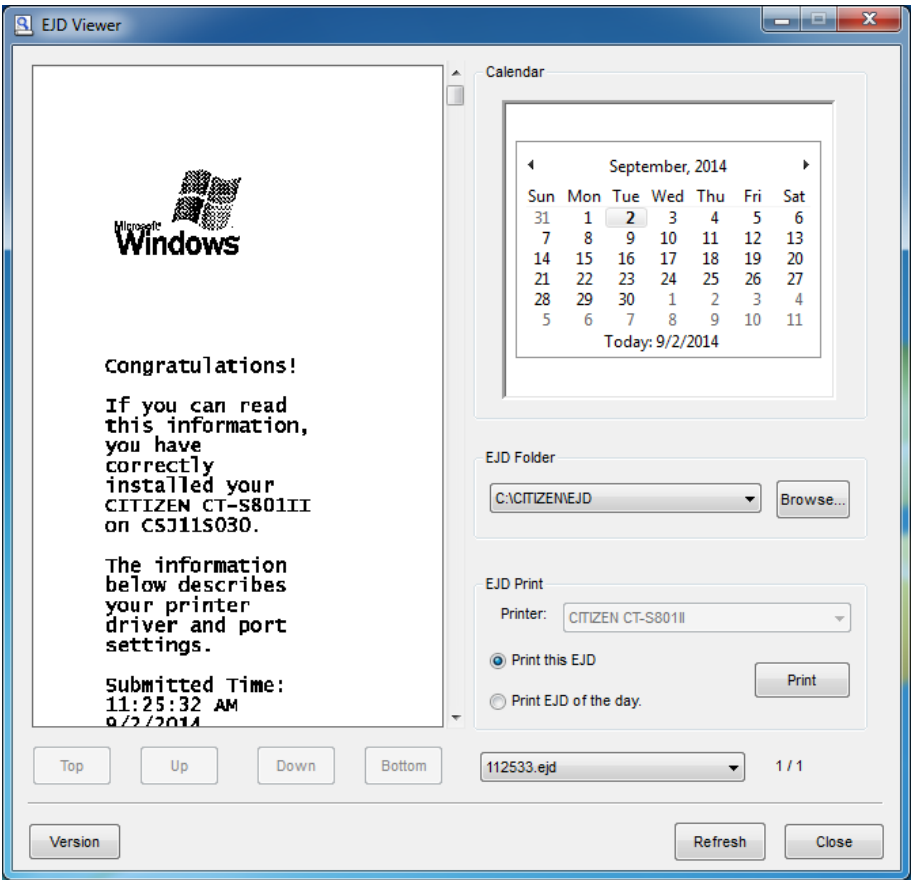 EJD Viewer
Microsoft
Windows
Congratulations!
If you can read
this information,
you have
correctly
installed your
CITIZEN CT-S801II
on CSJ11S030.
The information
below describes
your printer
driver and port
settings.
Submitted Time:
11:25:32 AM
9/2/2014
Top Up Down Bottom
Calendar
September, 2014
Sun Mon Tue Wed Thu Fri Sat
31 1 2 3 4 5 6
7 8 9 10 11 12 13
14 15 16 17 18 19 20
21 22 23 24 25 26 27
28 29 30 1 2 3 4
5 6 7 8 9 10 11
Today: 9/2/2014
EJD Folder
C:\CITIZEN\EJD Browse...
EJD Print
Printer: CITIZEN CT-S801II
Print this EJD
Print EJD of the day.
Print
112533.ejd 1 / 1
Version Refresh Close